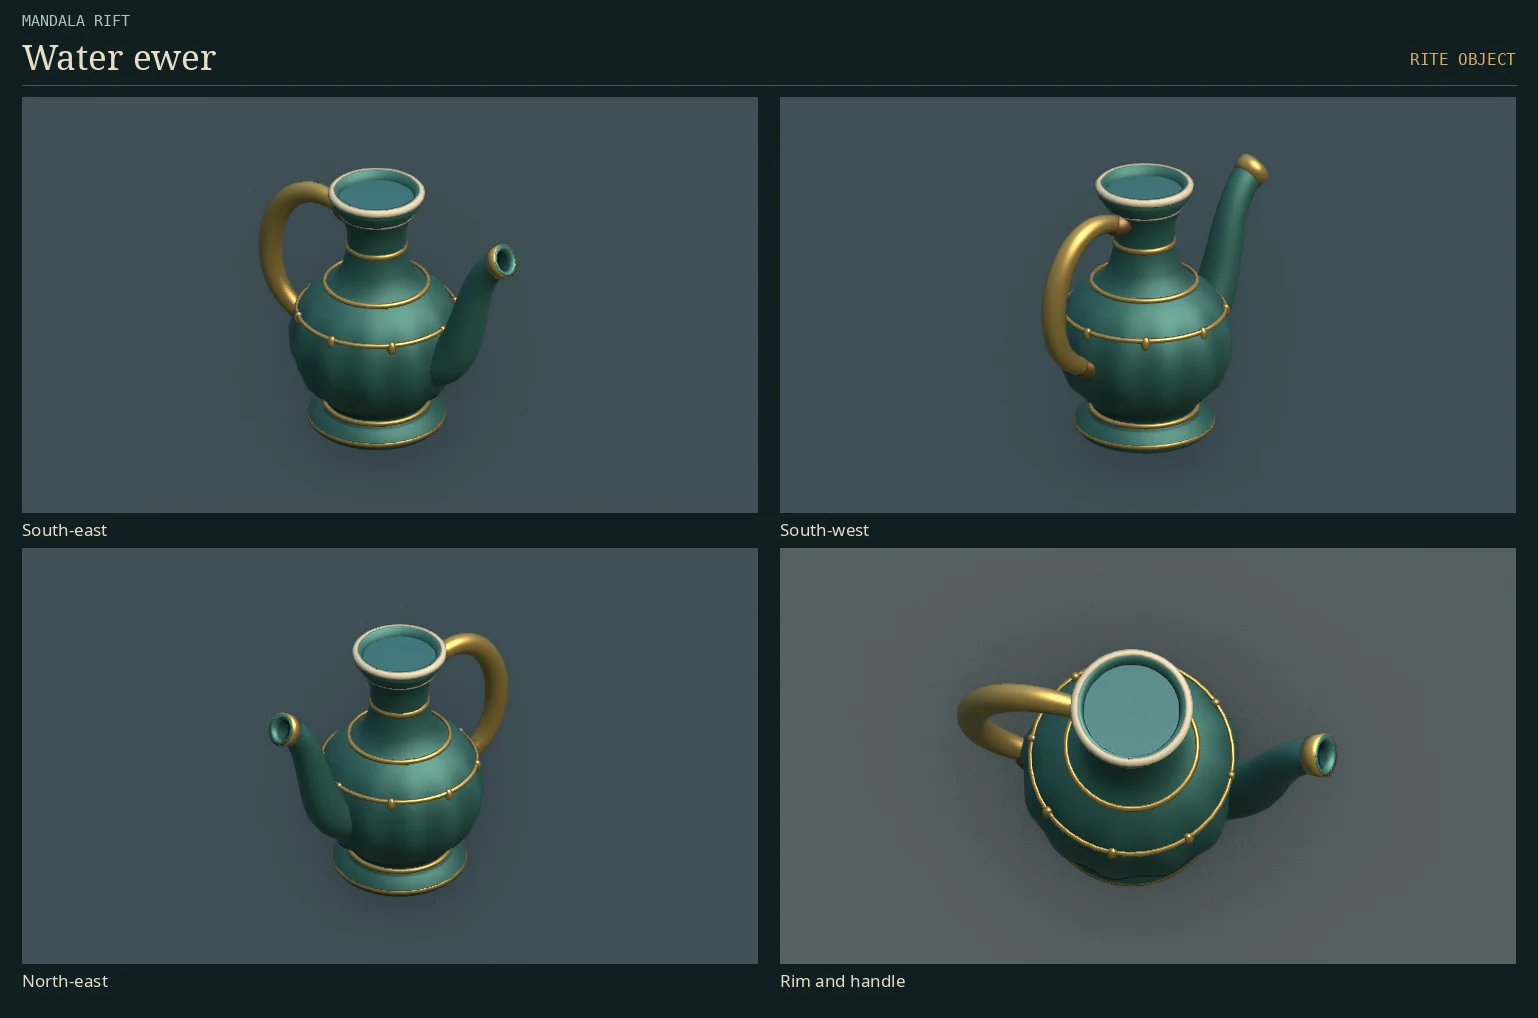 MANDALA RIFT
Water ewer
RITE OBJECT
South-east
South-west
North-east
Rim and handle